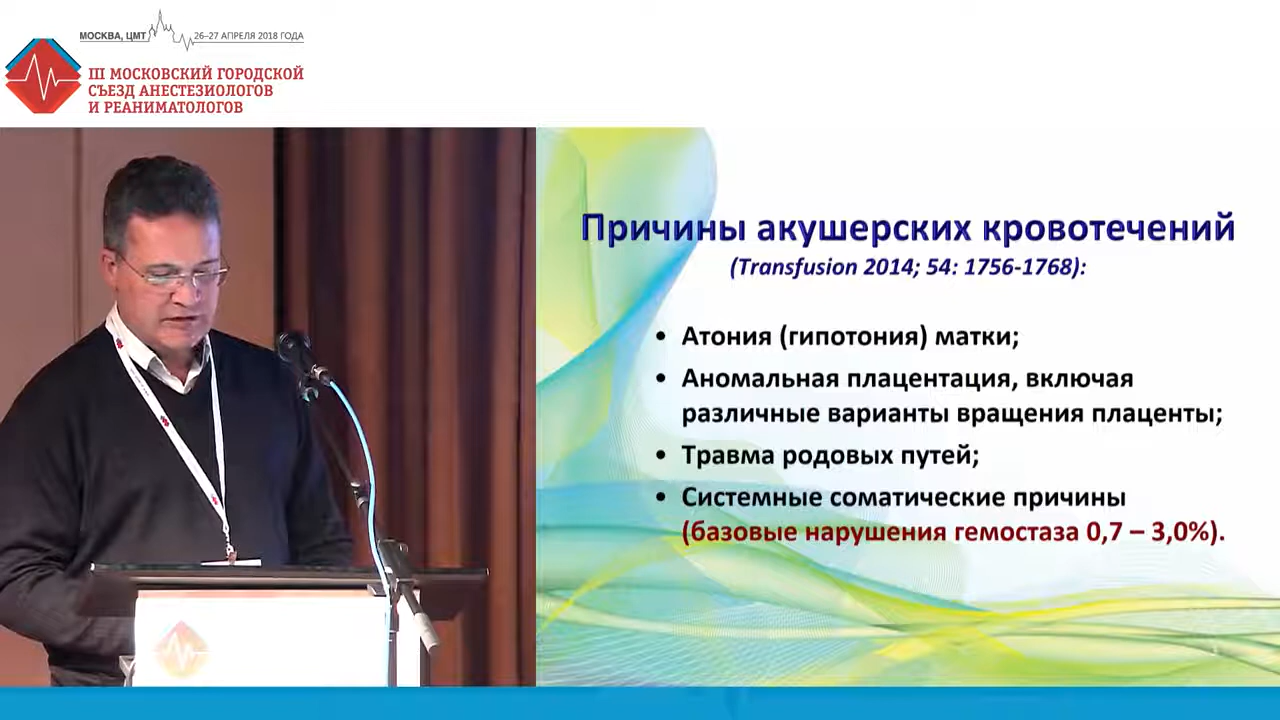 МОСКВА, ЦМТ 26–27 АПРЕЛЯ 2018 ГОДА
III МОСКОВСКИЙ ГОРОДСКОЙ
СЪЕЗД АНЕСТЕЗИОЛОГОВ
И РЕАНИМАТОЛОГОВ
Причины акушерских кровотечений
(Transfusion 2014; 54: 1756-1768):
• Атония (гипотония) матки;
• Аномальная плацентация, включая
различные варианты вращения плаценты;
• Травма родовых путей;
• Системные соматические причины
(базовые нарушения гемостаза 0,7 – 3,0%).